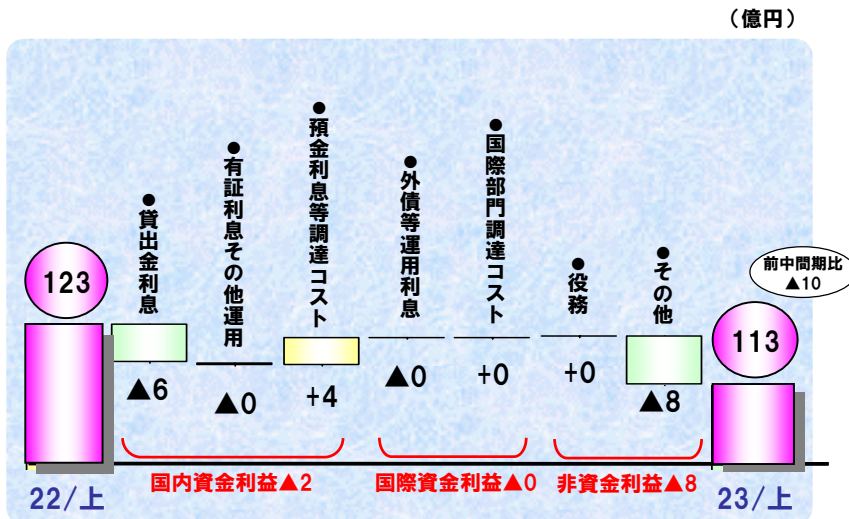 (億円)
●貸出金利息
●有証利息その他運用
●預金利息等調達コスト
●外債等運用利息
●国際部門調達コスト
●役務
●その他
前中間期比
▲10
123
113
▲6
▲0
+4
▲0
+0
+0
▲8
国内資金利益▲2
国際資金利益▲0
非資金利益▲8
22/上
23/上